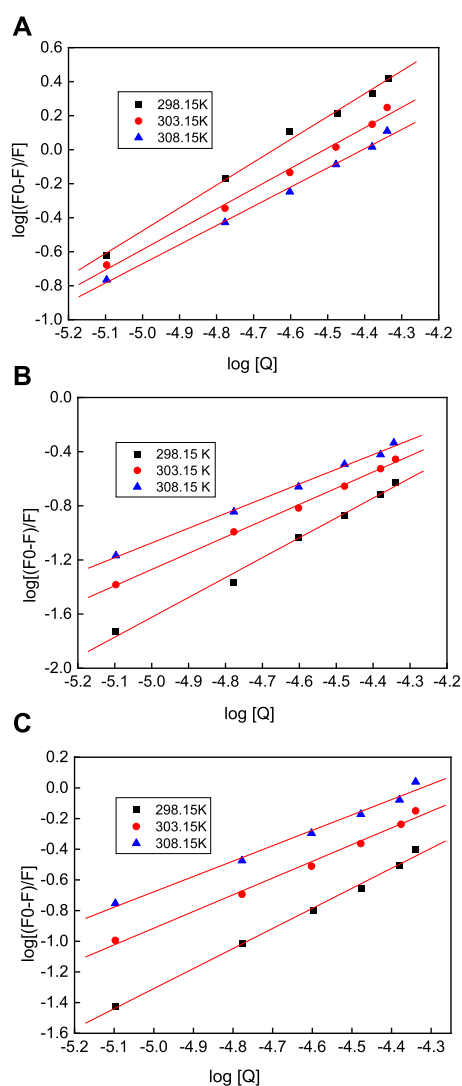 A
0.6
0.4
0.2
0.0
-0.2
-0.4
-0.6
-0.8
-1.0
log[(F0-F)/F]
298.15K
303.15K
308.15K
-5.2 -5.1 -5.0 -4.9 -4.8 -4.7 -4.6 -4.5 -4.4 -4.3 -4.2
log [Q]
B
0.0
-0.4
-0.8
-1.2
-1.6
-2.0
log[(F0-F)/F]
298.15 K
303.15 K
308.15 K
-5.2 -5.1 -5.0 -4.9 -4.8 -4.7 -4.6 -4.5 -4.4 -4.3 -4.2
log [Q]
C
0.2
0.0
-0.2
-0.4
-0.6
-0.8
-1.0
-1.2
-1.4
-1.6
log[(F0-F)/F]
298.15K
303.15K
308.15K
-5.2 -5.1 -5.0 -4.9 -4.8 -4.7 -4.6 -4.5 -4.4 -4.3
log [Q]